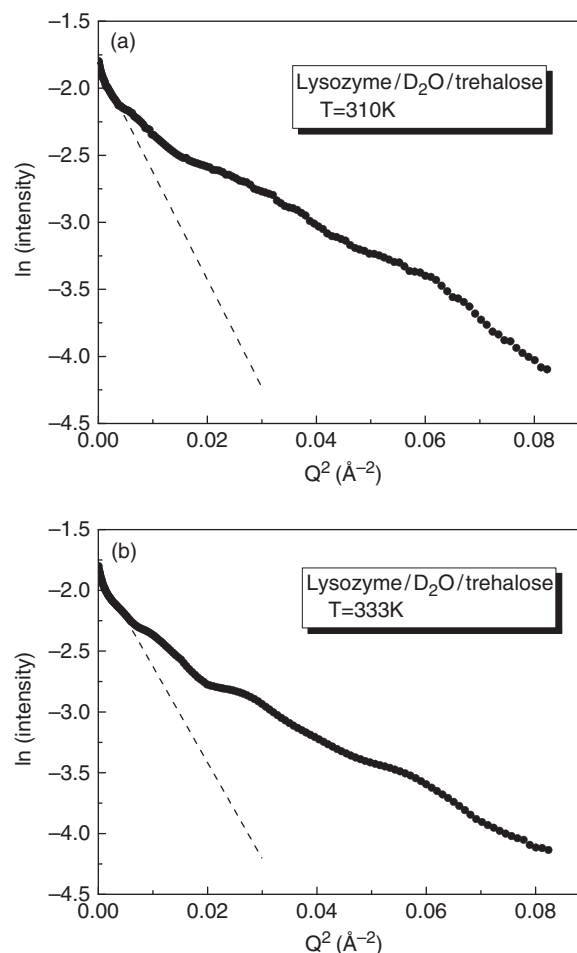 (a)
Lysozyme/D₂O/trehalose
T=310K
ln (intensity)
−1.5
−2.0
−2.5
−3.0
−3.5
−4.0
−4.5
0.00 0.02 0.04 0.06 0.08
Q² (Å⁻²)
(b)
Lysozyme/D₂O/trehalose
T=333K
ln (intensity)
−1.5
−2.0
−2.5
−3.0
−3.5
−4.0
−4.5
0.00 0.02 0.04 0.06 0.08
Q² (Å⁻²)